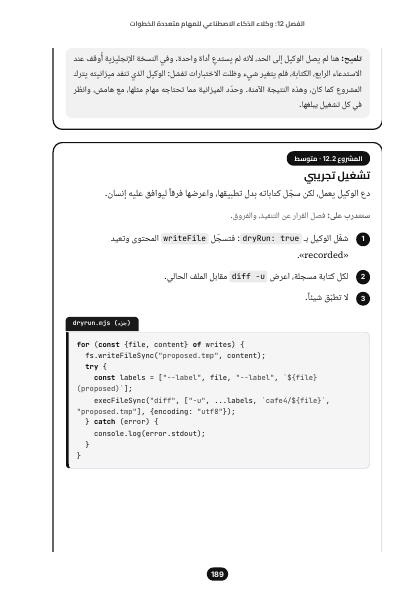 الفصل 12: وكلاء الذكاء الاصطناعي للمهام متعددة الخطوات
تلميح: هنا لم يصل الوكيل إلى الحد، لأنه لم يستدعِ أداة واحدة. وفي النسخة الإنجليزية أُوقف عند
الاستدعاء الرابع، الكتابة، فلم يتغير شيء وظلت الاختبارات تفشل: الوكيل الذي تنفد ميزانيته يترك
المشروع كما كان، وهذه النتيجة الآمنة. وحدّد الميزانية مما تحتاجه مهام مثلها، مع هامش، وانظر
في كل تشغيل يبلغها.
المشروع 12.2 · متوسط
تشغيل تجريبي
دع الوكيل يعمل، لكن سجّل كتاباته بدل تطبيقها، واعرضها فرقاً ليوافق عليه إنسان.
ستتدرب على: فصل القرار عن التنفيذ، والفروق.
1 شغّل الوكيل بـ dryRun: true : فتسجّل writeFile المحتوى وتعيد
«recorded».
2 لكل كتابة مسجلة، اعرض diff -u مقابل الملف الحالي.
3 لا تطبّق شيئاً.
dryrun.mjs (جزء)
for (const {file, content} of writes) {
fs.writeFileSync("proposed.tmp", content);
try {
const labels = ["--label", file, "--label", `${file}
(proposed)`];
execFileSync("diff", ["-u", ...labels, `cafe4/${file}`,
"proposed.tmp"], {encoding: "utf8"});
} catch (error) {
console.log(error.stdout);
}
}
189